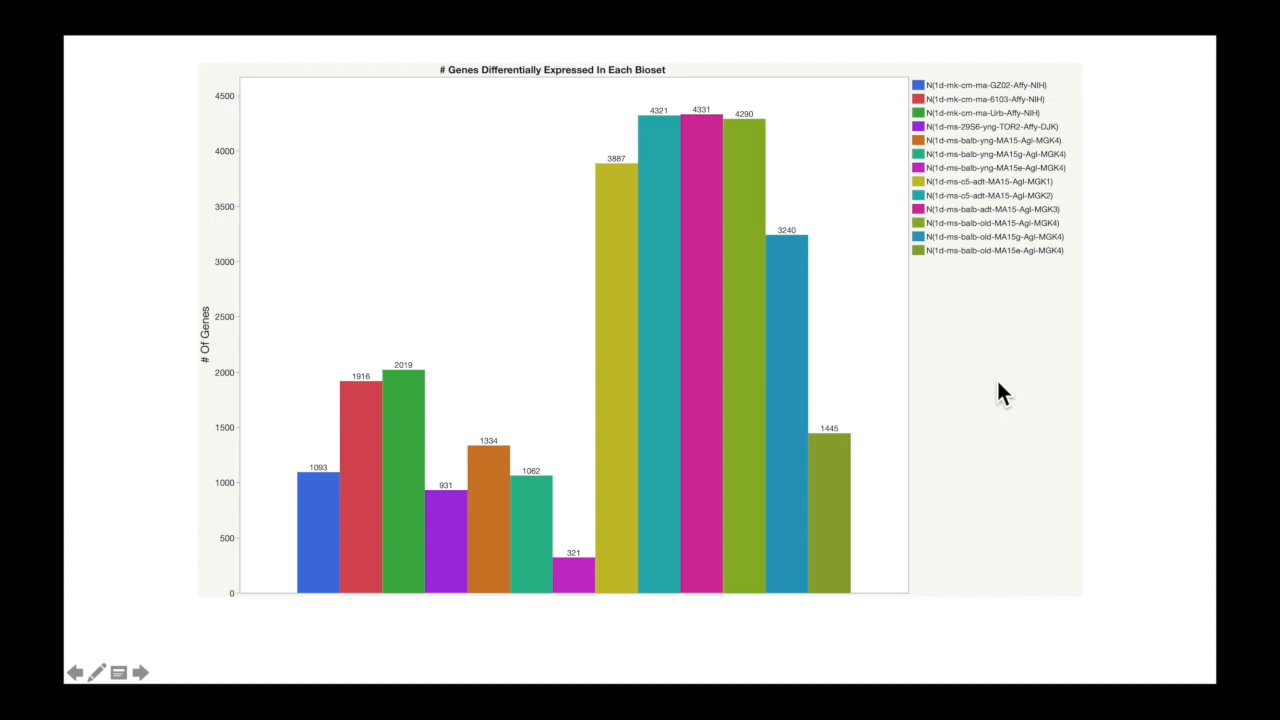 # Genes Differentially Expressed In Each Bioset
# Of Genes
4500
4000
3500
3000
2500
2000
1500
1000
500
0
1093
1916
2019
931
1334
1062
321
3887
4321
4331
4290
3240
1445
N(1d-mk-cm-ma-GZ02-Affy-NIH)
N(1d-mk-cm-ma-6103-Affy-NIH)
N(1d-mk-cm-ma-Urb-Affy-NIH)
N(1d-ms-29S6-yng-TOR2-Affy-DJK)
N(1d-ms-balb-yng-MA15-Agl-MGK4)
N(1d-ms-balb-yng-MA15g-Agl-MGK4)
N(1d-ms-balb-yng-MA15e-Agl-MGK4)
N(1d-ms-c5-adt-MA15-Agl-MGK1)
N(1d-ms-c5-adt-MA15-Agl-MGK2)
N(1d-ms-balb-adt-MA15-Agl-MGK3)
N(1d-ms-balb-old-MA15-Agl-MGK4)
N(1d-ms-balb-old-MA15g-Agl-MGK4)
N(1d-ms-balb-old-MA15e-Agl-MGK4)